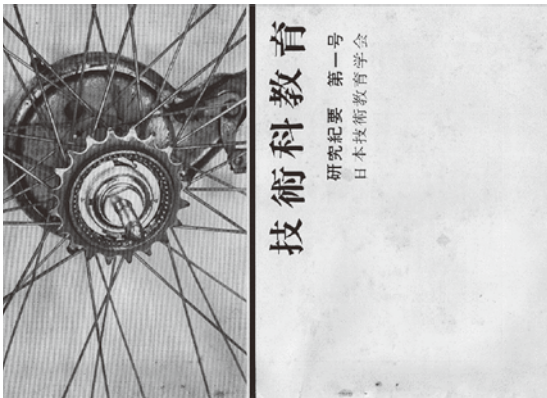 技術科教育
研究紀要 第一号
日本技術教育学会